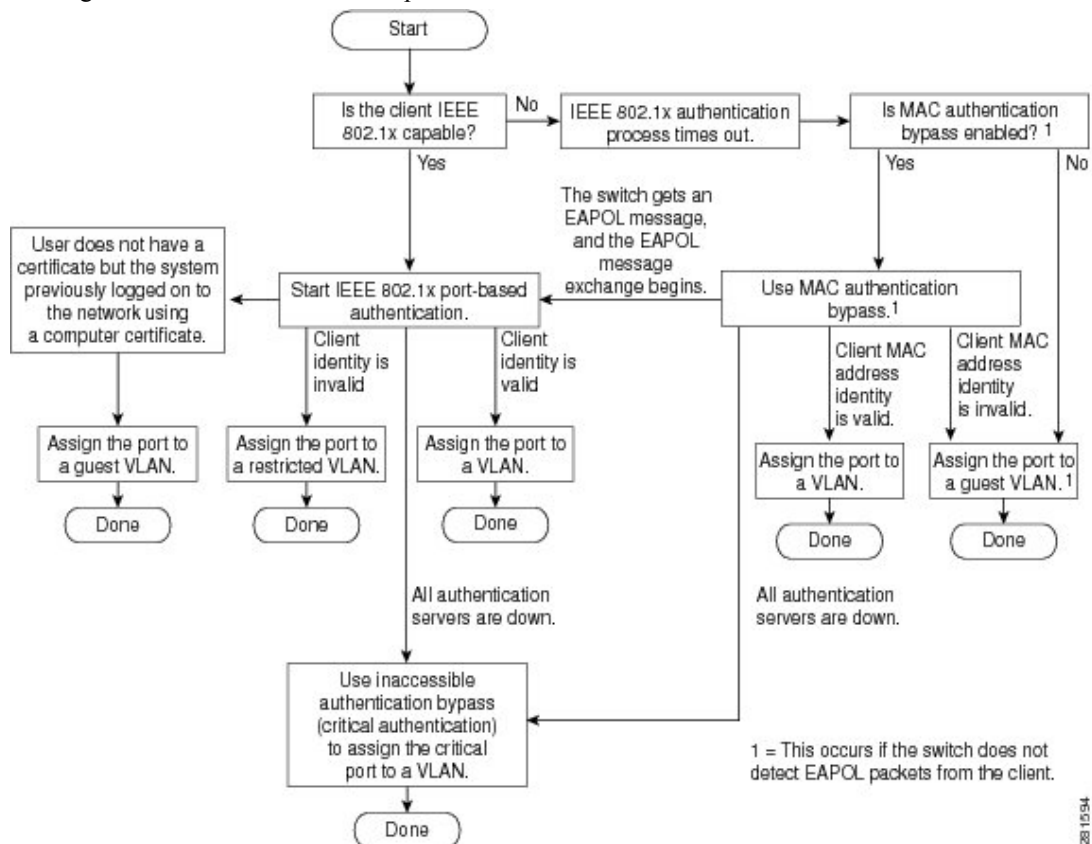 Start
Is the client IEEE
802.1x capable?
No
IEEE 802.1x authentication
process times out.
Is MAC authentication
bypass enabled? 1
Yes
Yes
No
The switch gets an
EAPOL message,
and the EAPOL
message
exchange begins.
User does not have a
certificate but the system
previously logged on to
the network using
a computer certificate.
Start IEEE 802.1x port-based
authentication.
Use MAC authentication
bypass.1
Client
identity is
invalid
Client
identity is
valid
Client MAC
address
identity
is valid.
Client MAC
address
identity
is invalid.
Assign the port to
a guest VLAN.
Assign the port to
a restricted VLAN.
Assign the port to
a VLAN.
Assign the port to
a VLAN.
Assign the port to
a guest VLAN.1
Done
Done
Done
Done
Done
All authentication
servers are down.
All authentication
servers are down.
Use inaccessible
authentication bypass
(critical authentication)
to assign the critical
port to a VLAN.
1 = This occurs if the switch does not
detect EAPOL packets from the client.
Done
281594